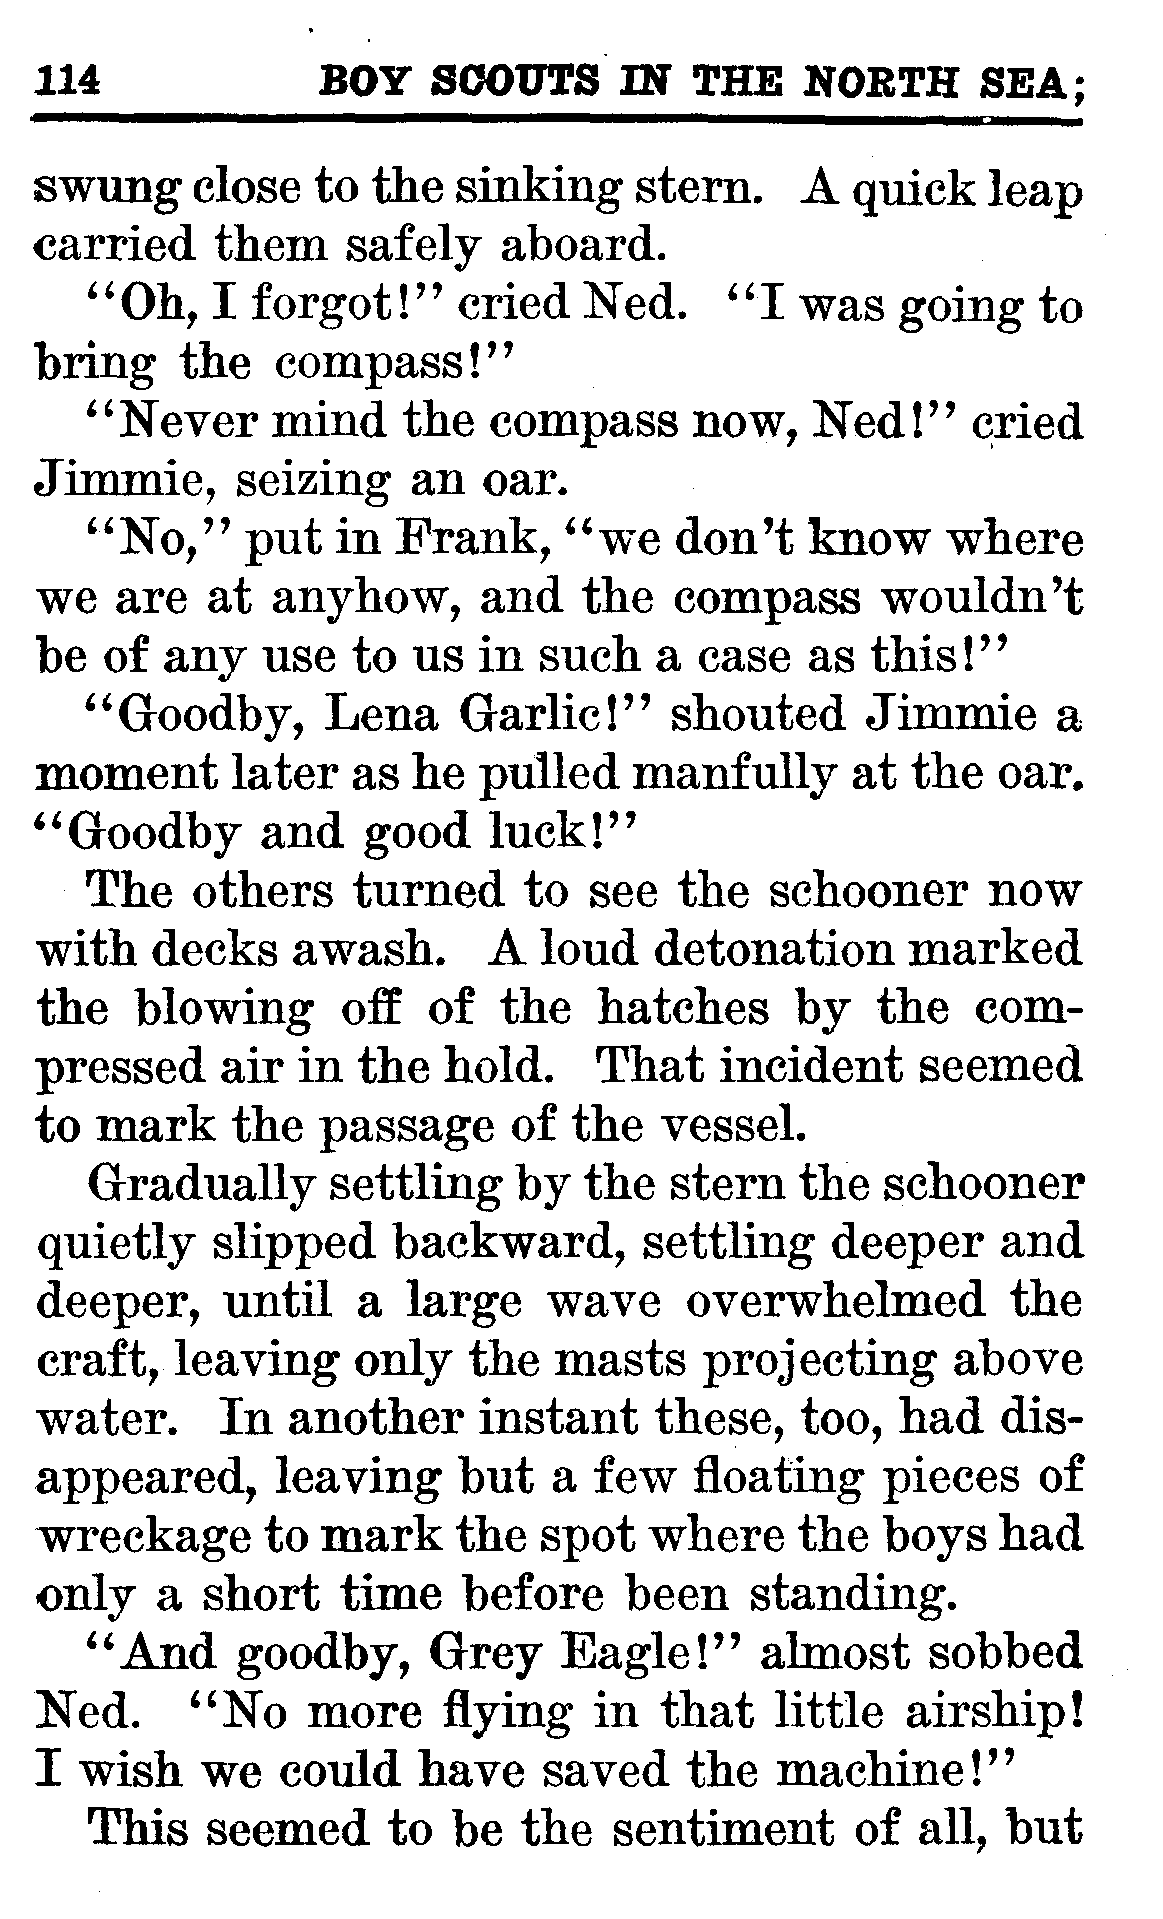 114 BOY SCOUTS IN THE NORTH SEA;
swung close to the sinking stern. A quick leap
carried them safely aboard.
"Oh, I forgot!" cried Ned. "I was going to
bring the compass!"
"Never mind the compass now, Ned!" cried
Jimmie, seizing an oar.
"No," put in Frank, "we don't know where
we are at anyhow, and the compass wouldn't
be of any use to us in such a case as this!"
"Goodby, Lena Garlic!" shouted Jimmie a
moment later as he pulled manfully at the oar.
"Goodby and good luck!"
The others turned to see the schooner now
with decks awash. A loud detonation marked
the blowing off of the hatches by the com-
pressed air in the hold. That incident seemed
to mark the passage of the vessel.
Gradually settling by the stern the schooner
quietly slipped backward, settling deeper and
deeper, until a large wave overwhelmed the
craft, leaving only the masts projecting above
water. In another instant these, too, had dis-
appeared, leaving but a few floating pieces of
wreckage to mark the spot where the boys had
only a short time before been standing.
"And goodby, Grey Eagle!" almost sobbed
Ned. "No more flying in that little airship!
I wish we could have saved the machine!"
This seemed to be the sentiment of all, but